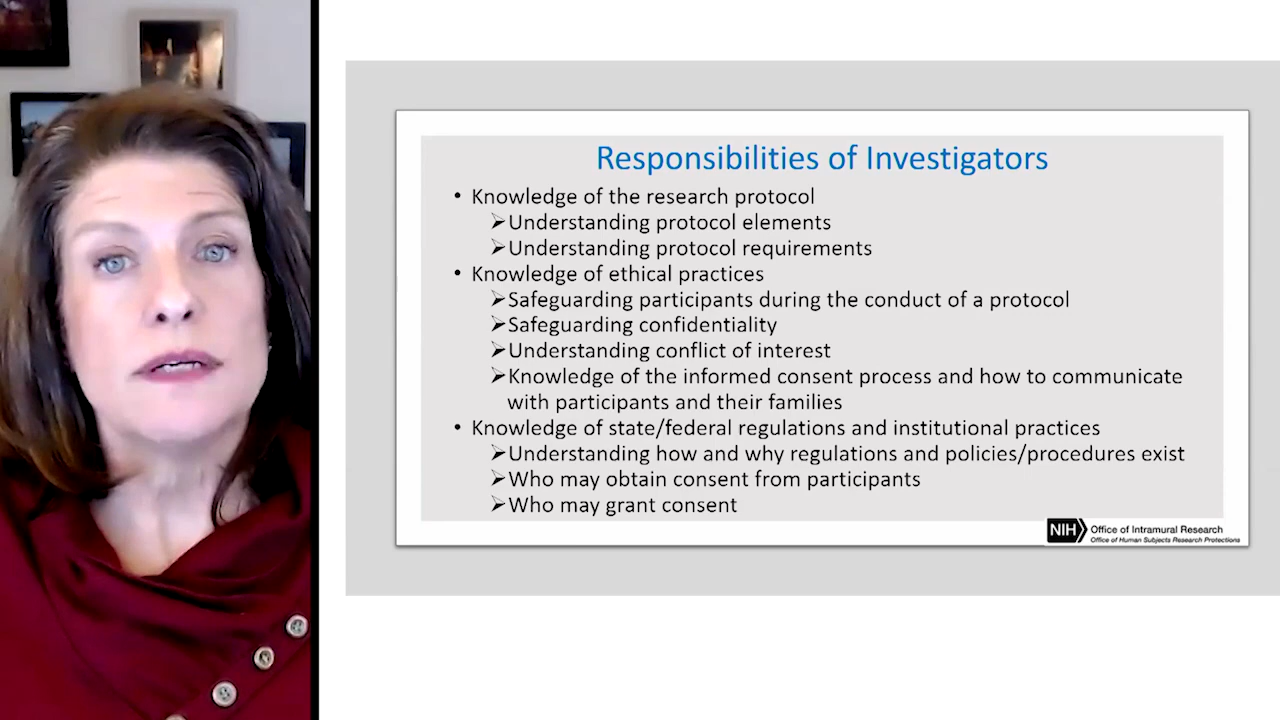 Responsibilities of Investigators
• Knowledge of the research protocol
➢Understanding protocol elements
➢Understanding protocol requirements
• Knowledge of ethical practices
➢Safeguarding participants during the conduct of a protocol
➢Safeguarding confidentiality
➢Understanding conflict of interest
➢Knowledge of the informed consent process and how to communicate
with participants and their families
• Knowledge of state/federal regulations and institutional practices
➢Understanding how and why regulations and policies/procedures exist
➢Who may obtain consent from participants
➢Who may grant consent
NIH Office of Intramural Research
Office of Human Subjects Research Protections